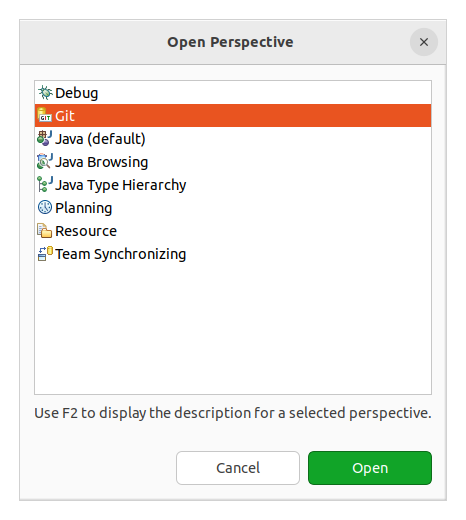 Open Perspective
Debug
GIT Git
Java (default)
Java Browsing
Java Type Hierarchy
Planning
Resource
Team Synchronizing
Use F2 to display the description for a selected perspective.
Cancel Open